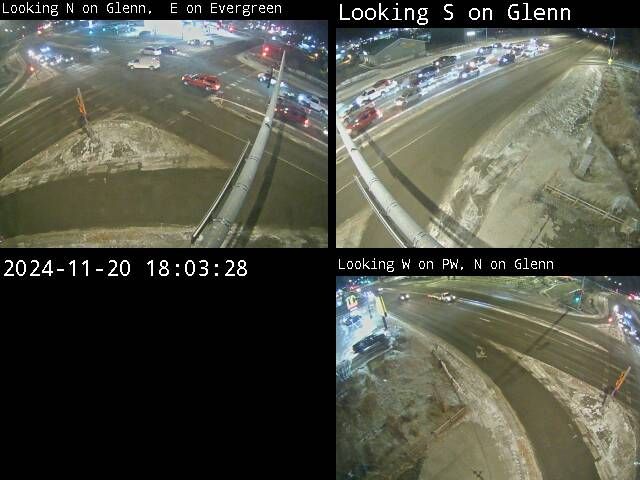 Looking N on Glenn,  E on Evergreen
Looking S on Glenn
2024-11-20 18:03:28
Looking W on PW, N on Glenn